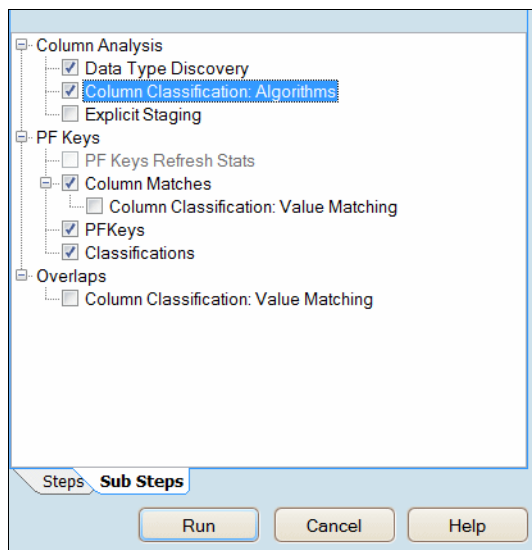 Column Analysis
Data Type Discovery
Column Classification: Algorithms
Explicit Staging
PF Keys
PF Keys Refresh Stats
Column Matches
Column Classification: Value Matching
PFKeys
Classifications
Overlaps
Column Classification: Value Matching
Steps Sub Steps
Run Cancel Help